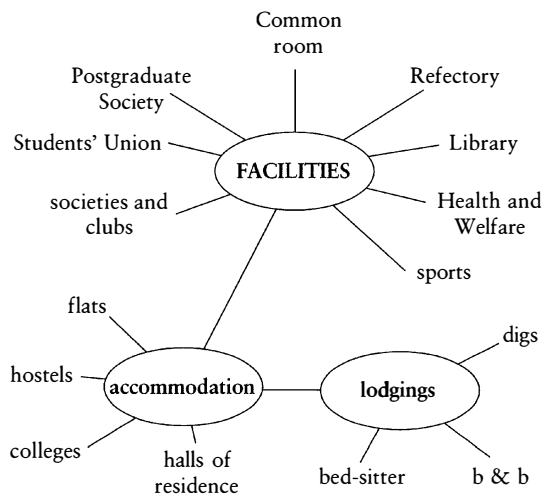 Common
room
Postgraduate
Society
Refectory
Students' Union
Library
FACILITIES
societies and
clubs
Health and
Welfare
sports
flats
digs
hostels
accommodation
lodgings
colleges
halls of
residence
bed-sitter
b & b